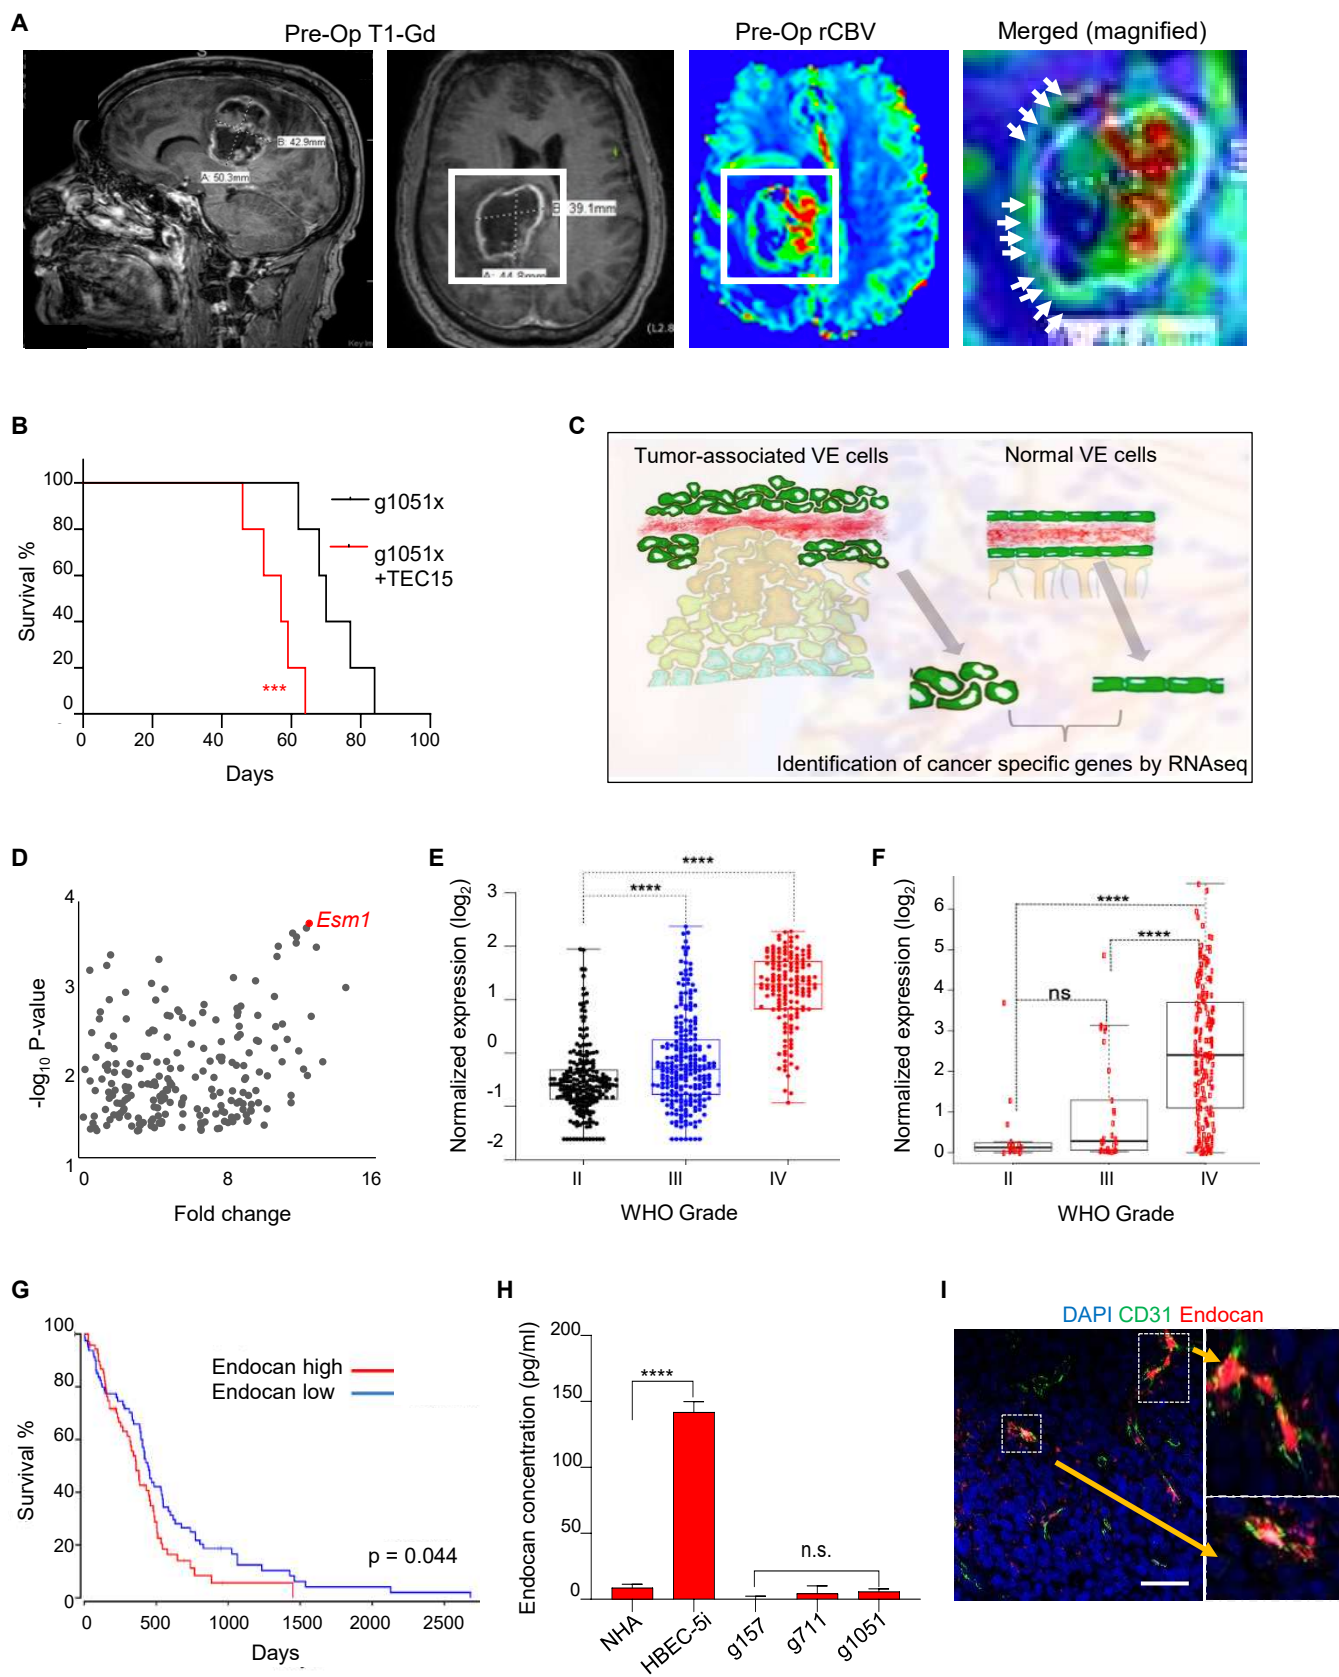 A
Pre-Op T1-Gd
Pre-Op rCBV
Merged (magnified)
S
B: 42.9mm
A: 50.3mm
B: 39.1mm
A: 44.8mm
(L2.8
B
100
80
60
40
20
0
Survival %
0 20 40 60 80 100
Days
g1051x
g1051x
+TEC15
***
C
Tumor-associated VE cells
Normal VE cells
Identification of cancer specific genes by RNAseq
D
4
3
2
1
-log10 P-value
Esm1
0 8 16
Fold change
E
Normalized expression (log2)
3
2
1
0
-1
-2
****
****
II III IV
WHO Grade
F
Normalized expression (log2)
6
5
4
3
2
1
0
****
****
ns
II III IV
WHO Grade
G
100
80
60
40
20
0
Survival %
Endocan high
Endocan low
p = 0.044
0 500 1000 1500 2000 2500
Days
H
Endocan concentration (pg/ml)
200
150
100
50
0
****
n.s.
NHA HBEC-5i g157 g711 g1051
I
DAPI CD31 Endocan